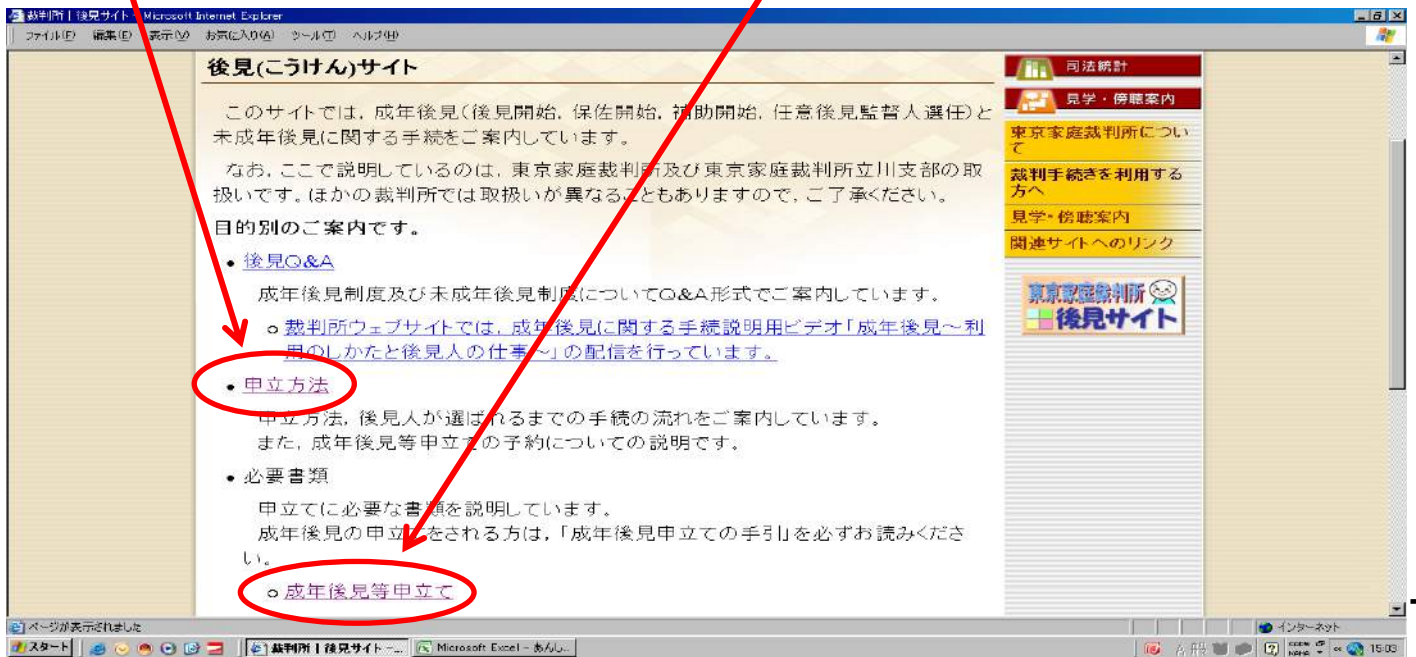 裁判所 | 後見サイト - Microsoft Internet Explorer
ファイル(F) 編集(E) 表示(V) お気に入り(A) ツール(T) ヘルプ(H)
後見(こうけん)サイト
このサイトでは，成年後見(後見開始，保佐開始，補助開始，任意後見監督人選任)と
未成年後見に関する手続をご案内しています。
なお，ここで説明しているのは，東京家庭裁判所及び東京家庭裁判所立川支部の取
扱いです。ほかの裁判所では取扱いが異なることもありますので，ご了承ください。
目的別のご案内です。
• 後見Q&A
成年後見制度及び未成年後見制度についてQ&A形式でご案内しています。
o 裁判所ウェブサイトでは，成年後見に関する手続説明用ビデオ「成年後見～利
用のしかたと後見人の仕事～」の配信を行っています。
• 申立方法
申立方法，後見人が選ばれるまでの手続の流れをご案内しています。
また，成年後見等申立ての予約についての説明です。
• 必要書類
申立てに必要な書類を説明しています。
成年後見の申立てをされる方は，「成年後見申立ての手引」を必ずお読みくださ
い。
o 成年後見等申立て
司法統計
見学・傍聴案内
東京家庭裁判所につい
て
裁判手続きを利用する
方へ
見学・傍聴案内
関連サイトへのリンク
東京家庭裁判所
後見サイト
ページが表示されました
インターネット
スタート
裁判所 | 後見サイト -...
Microsoft Excel - あんし...
15:03